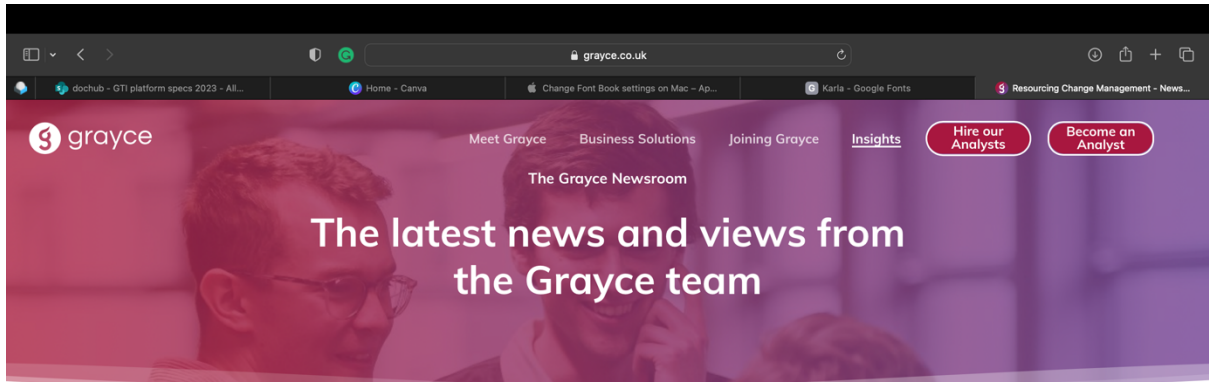 grayce.co.uk
dochub - GTI platform specs 2023 - All...
Home - Canva
Change Font Book settings on Mac – Ap...
G Karla - Google Fonts
Resourcing Change Management - News...
grayce
Meet Grayce Business Solutions Joining Grayce Insights
Hire our
Analysts
Become an
Analyst
The Grayce Newsroom
The latest news and views from
the Grayce team